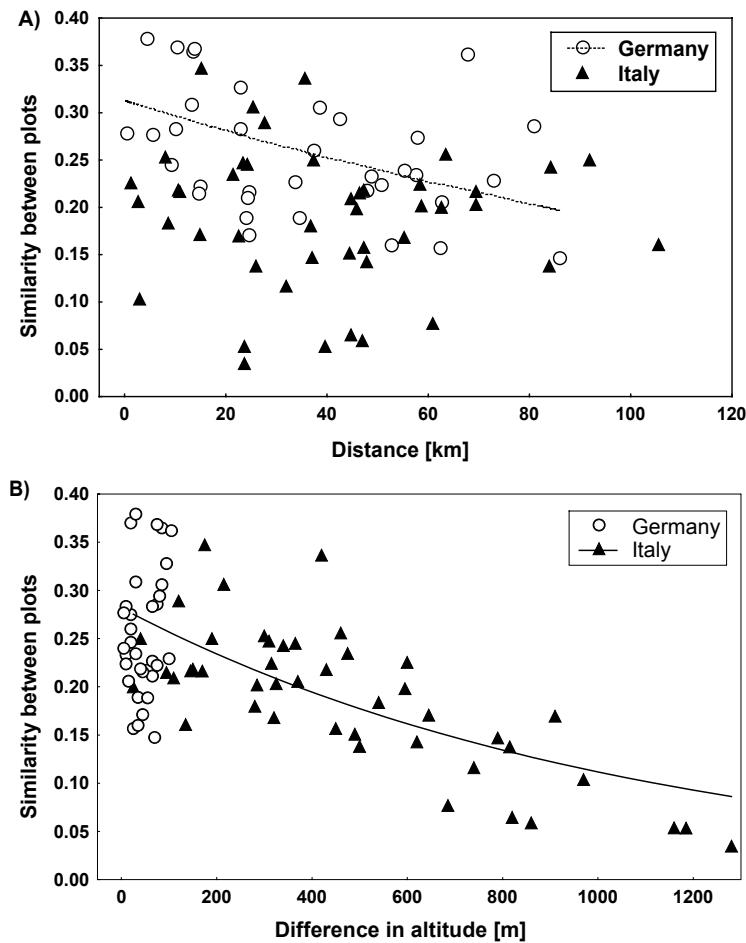 A)
0.40
0.35
0.30
0.25
0.20
0.15
0.10
0.05
0.00
Similarity between plots
Germany
Italy
0 20 40 60 80 100 120
Distance [km]
B)
0.40
0.35
0.30
0.25
0.20
0.15
0.10
0.05
0.00
Similarity between plots
Germany
Italy
0 200 400 600 800 1000 1200
Difference in altitude [m]